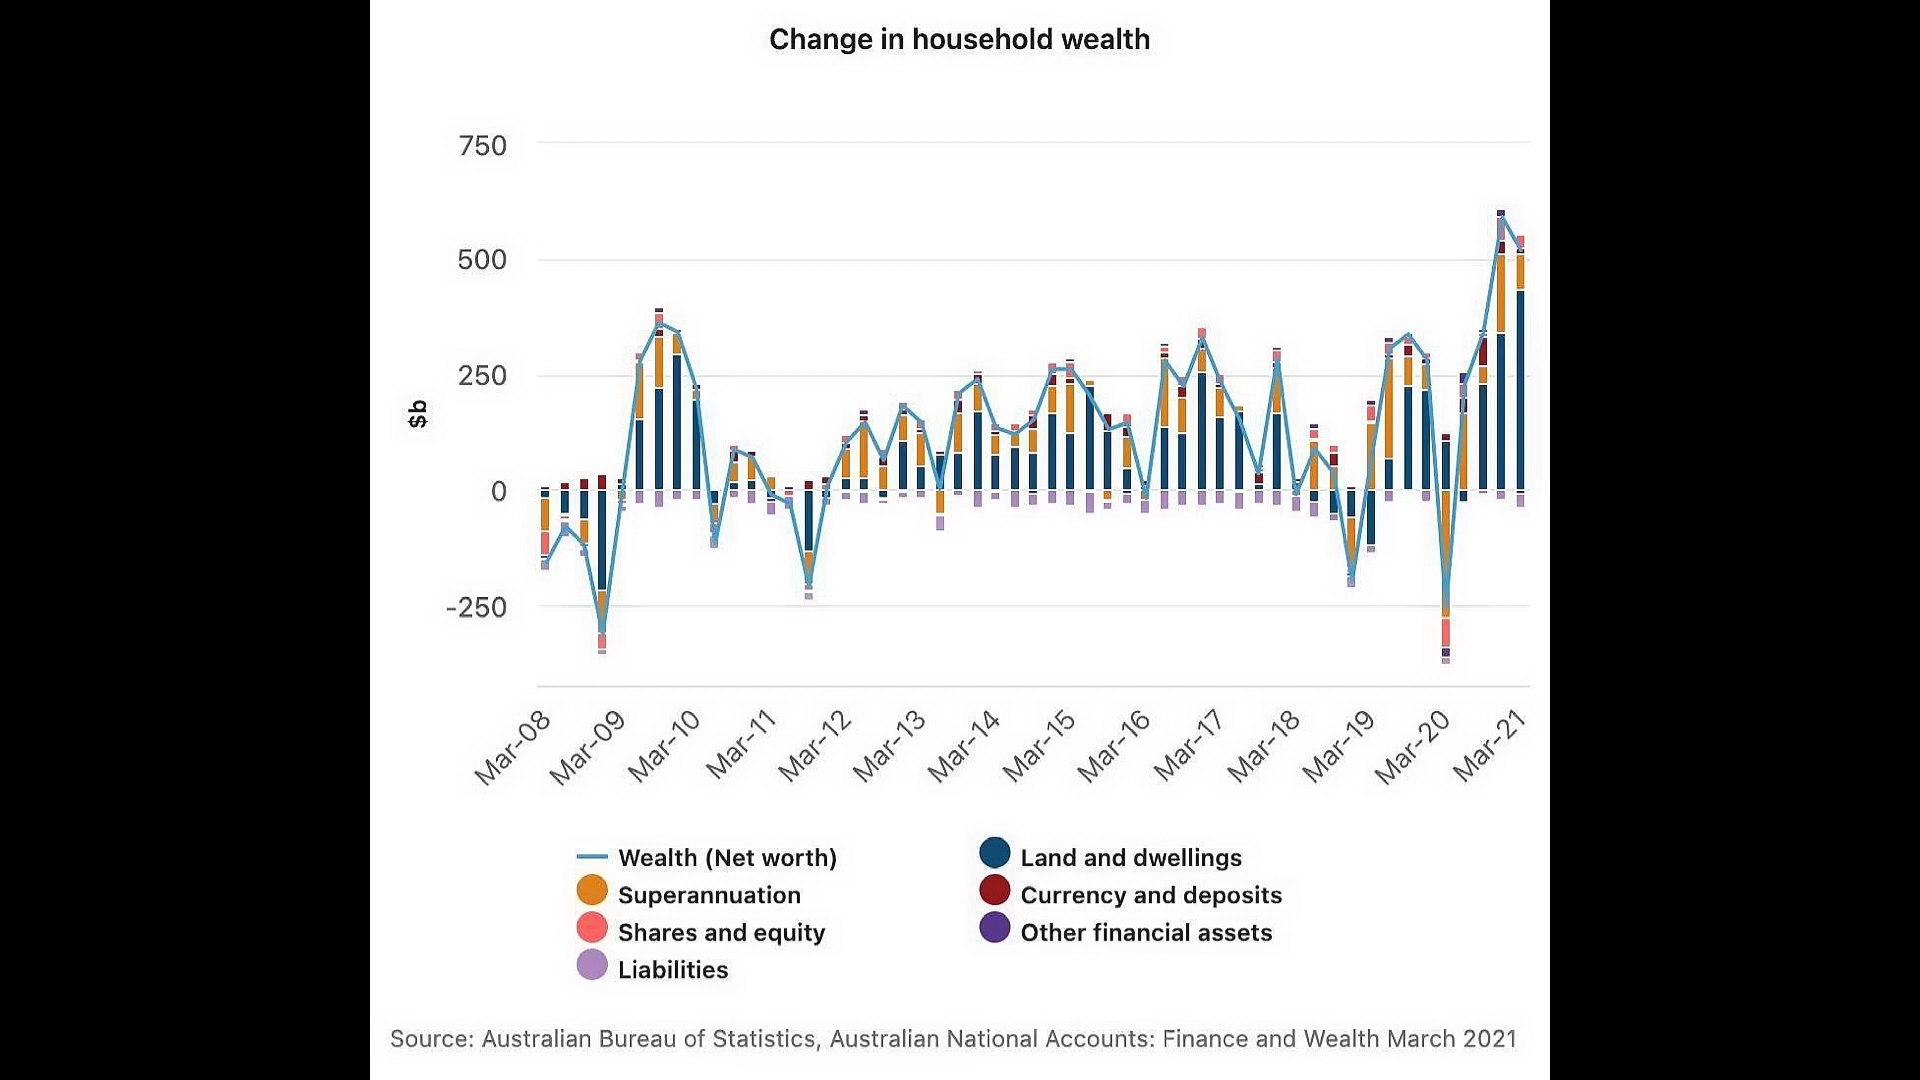 Change in household wealth
750
500
250
0
-250
$b
Mar-08
Mar-09
Mar-10
Mar-11
Mar-12
Mar-13
Mar-14
Mar-15
Mar-16
Mar-17
Mar-18
Mar-19
Mar-20
Mar-21
Wealth (Net worth)
Land and dwellings
Superannuation
Currency and deposits
Shares and equity
Other financial assets
Liabilities
Source: Australian Bureau of Statistics, Australian National Accounts: Finance and Wealth March 2021